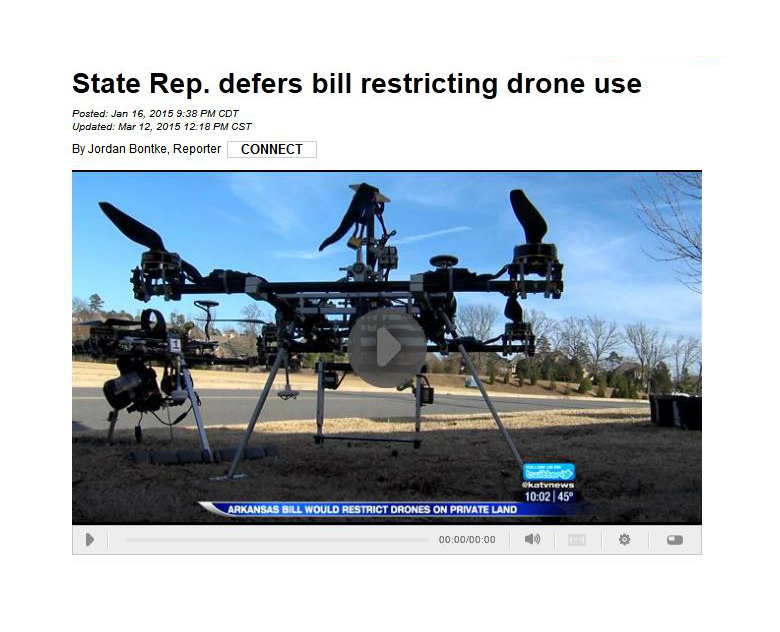 State Rep. defers bill restricting drone use
Posted: Jan 16, 2015 9:38 PM CDT
Updated: Mar 12, 2015 12:18 PM CST
By Jordan Bontke, Reporter CONNECT
1
FOLLOW US ON
twitter
@katvnews
10:02 | 45°
ARKANSAS BILL WOULD RESTRICT DRONES ON PRIVATE LAND
00:00/00:00